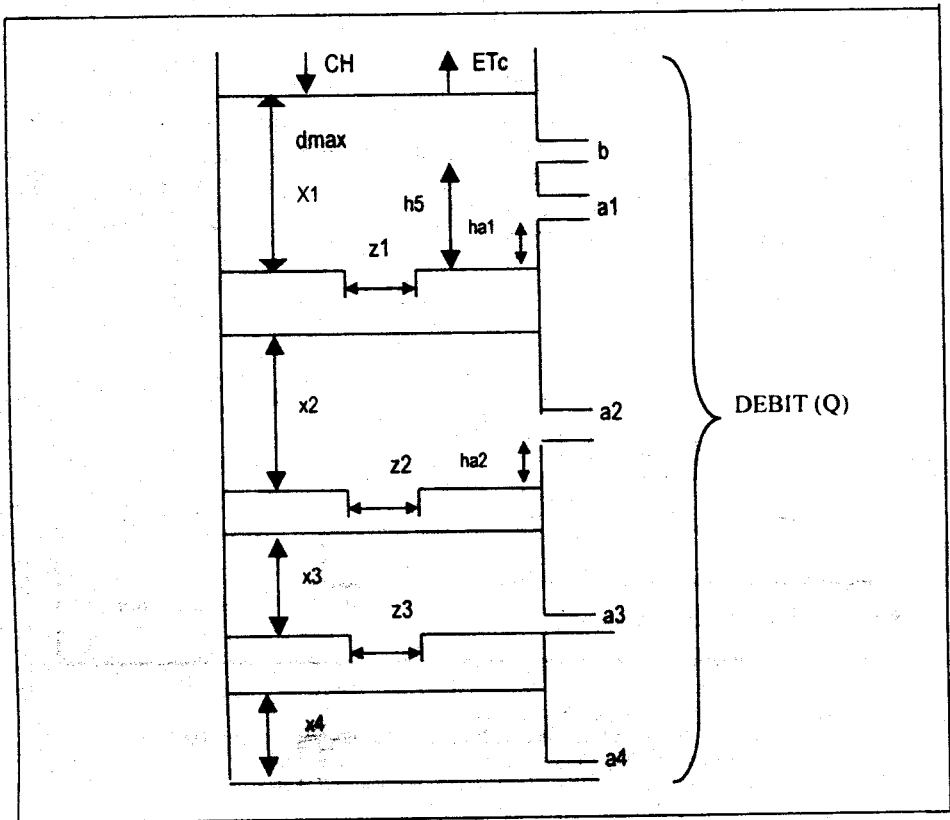 CH ETc
dmax
b
X1
h5
a1
ha1
z1
x2
a2
DEBIT (Q)
ha2
z2
x3
a3
z3
x4
a4